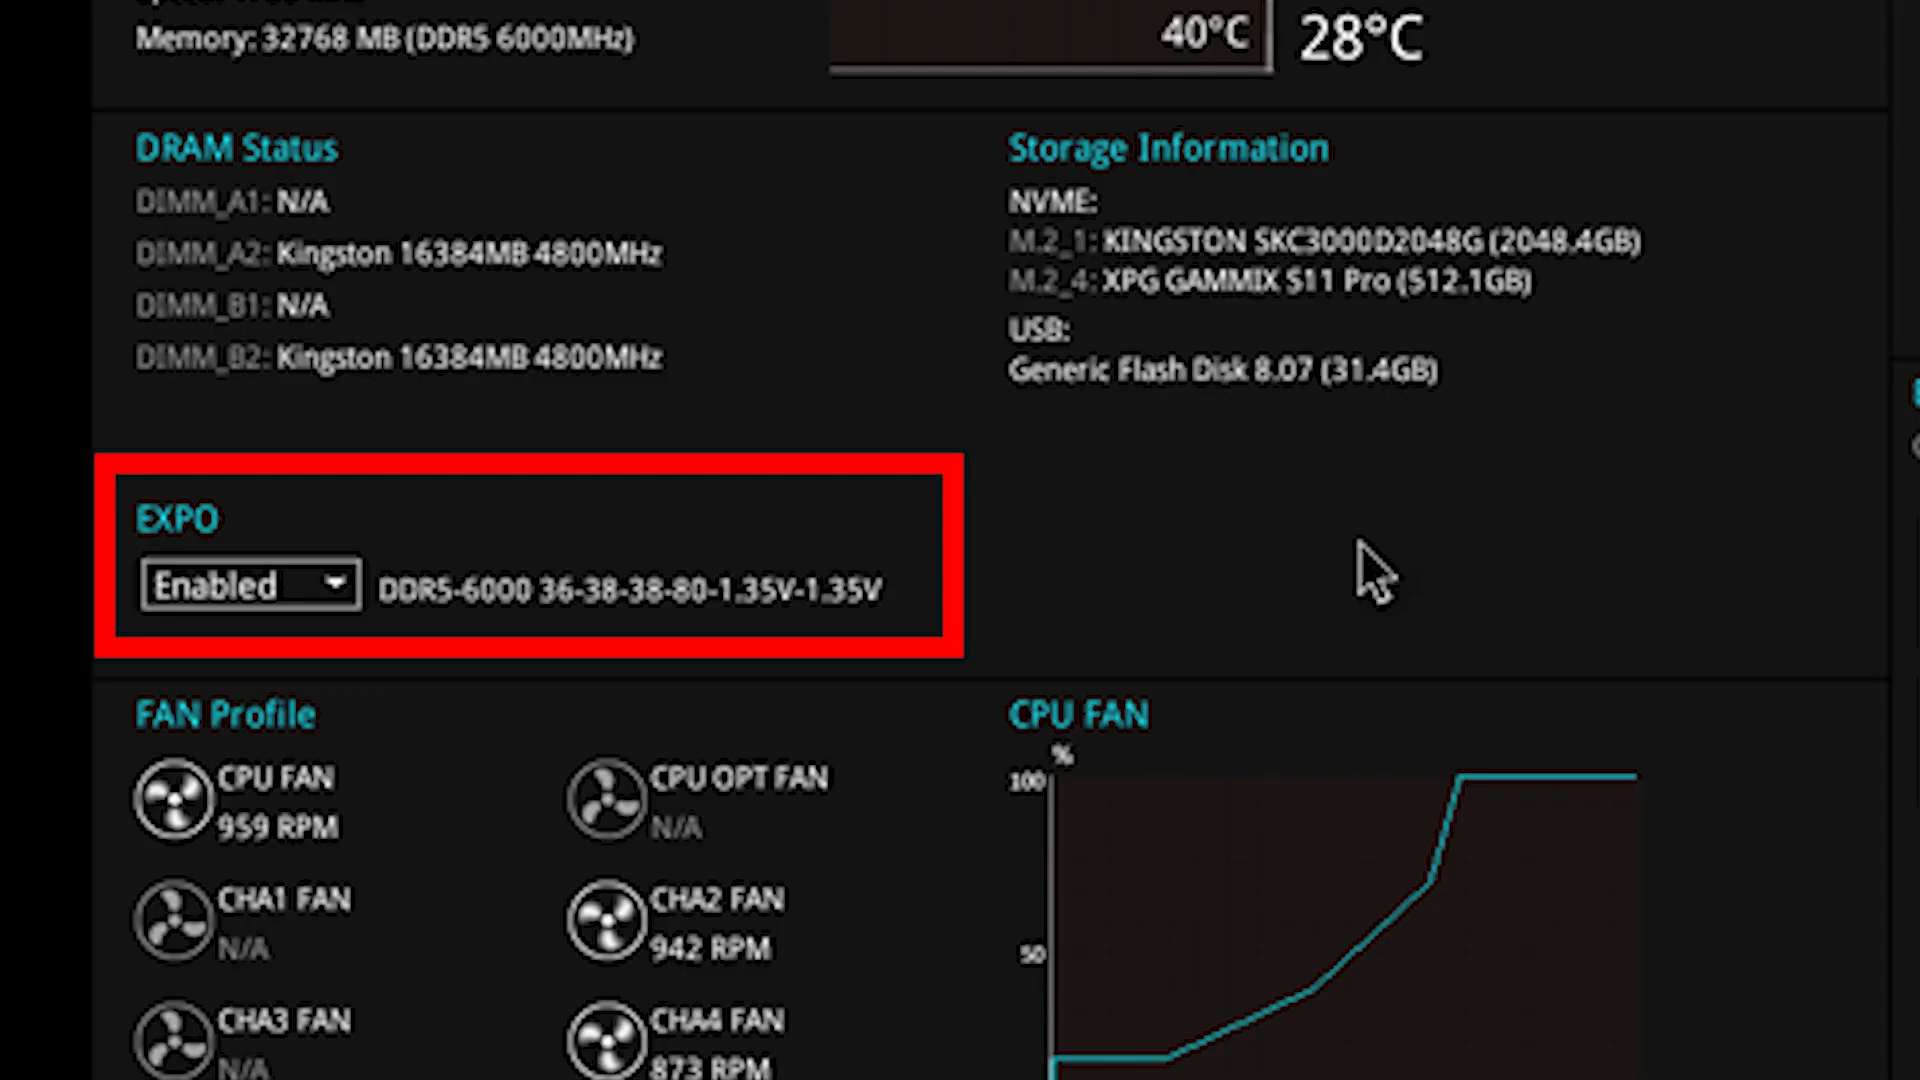 Memory: 32768 MB (DDR5 6000MHz)
40°C
28°C
DRAM Status
DIMM_A1: N/A
DIMM_A2: Kingston 16384MB 4800MHz
DIMM_B1: N/A
DIMM_B2: Kingston 16384MB 4800MHz
Storage Information
NVME:
M.2_1: KINGSTON SKC3000D2048G (2048.4GB)
M.2_4: XPG GAMMIX S11 Pro (512.1GB)
USB:
Generic Flash Disk 8.07 (31.4GB)
EXPO
Enabled
DDR5-6000 36-38-38-80-1.35V-1.35V
FAN Profile
CPU FAN
959 RPM
CPU OPT FAN
N/A
CHA1 FAN
N/A
CHA2 FAN
942 RPM
CHA3 FAN
N/A
CHA4 FAN
873 RPM
CPU FAN
%
100
50